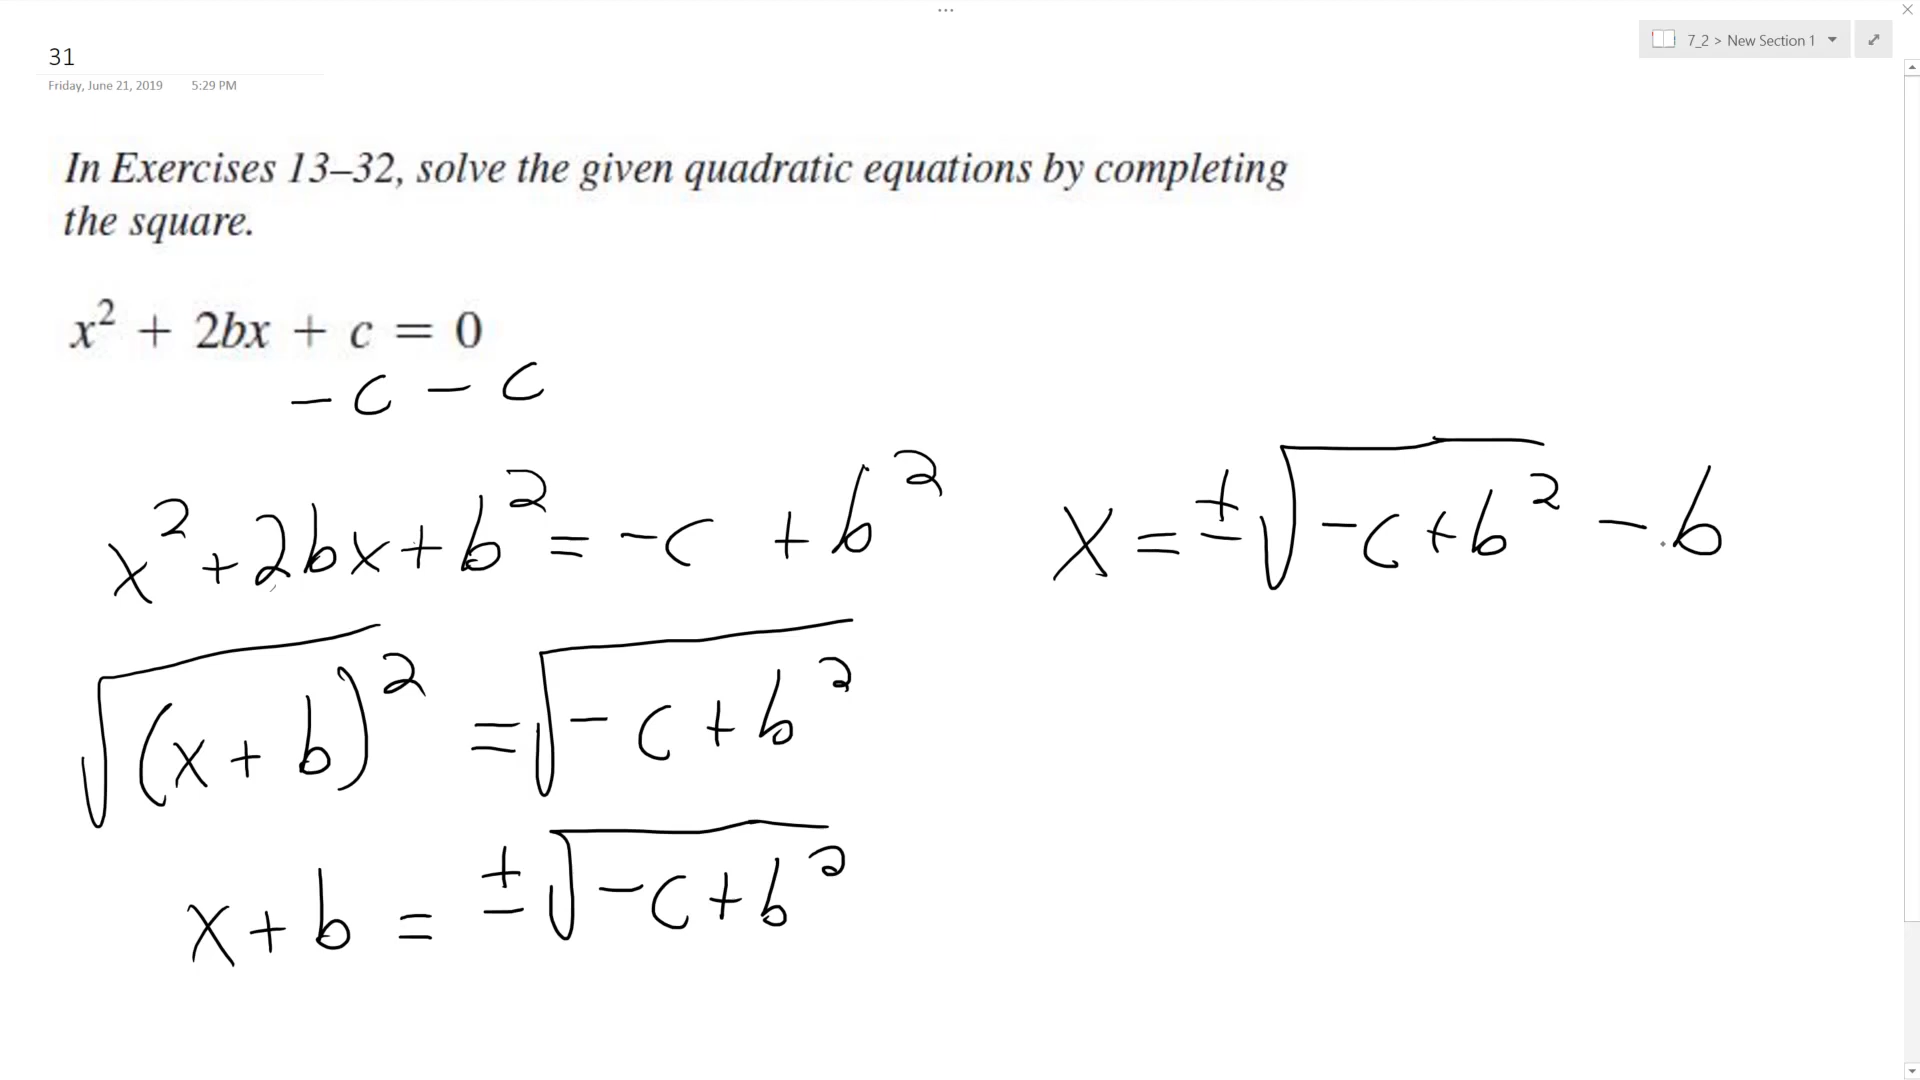 ...
7_2 > New Section 1
31
Friday, June 21, 2019 5:29 PM
In Exercises 13–32, solve the given quadratic equations by completing
the square.
x² + 2bx + c = 0
- c - c
x² + 2bx + b² = -c + b²
√(x + b)² = √-c + b²
x + b = ± √-c + b²
x = ± √-c + b² - b